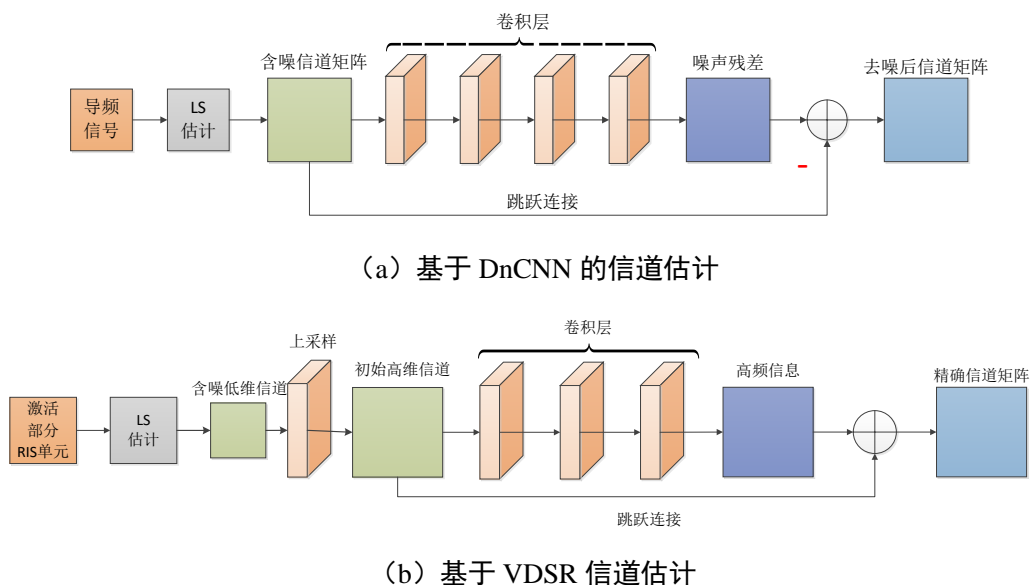 卷积层
含噪信道矩阵
噪声残差
去噪后信道矩阵
导频
信号
LS
估计
-
跳跃连接
（a）基于 DnCNN 的信道估计
卷积层
上采样
初始高维信道
高频信息
精确信道矩阵
含噪低维信道
激活
部分
RIS单元
LS
估计
跳跃连接
（b）基于 VDSR 信道估计